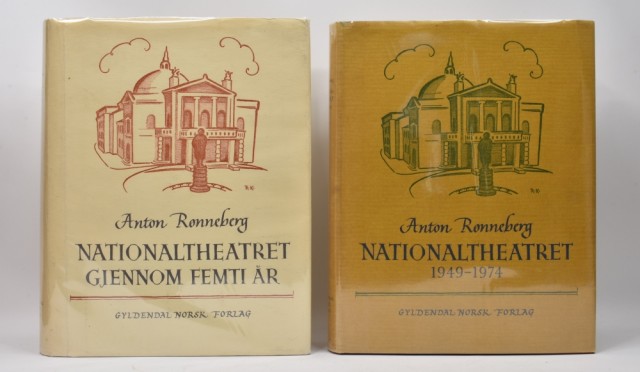 Anton Rønneberg
NATIONALTHEATRET
GJENNOM FEMTI ÅR
GYLDENDAL NORSK FORLAG
Anton Rønneberg
NATIONALTHEATRET
1949-1974
GYLDENDAL NORSK FORLAG